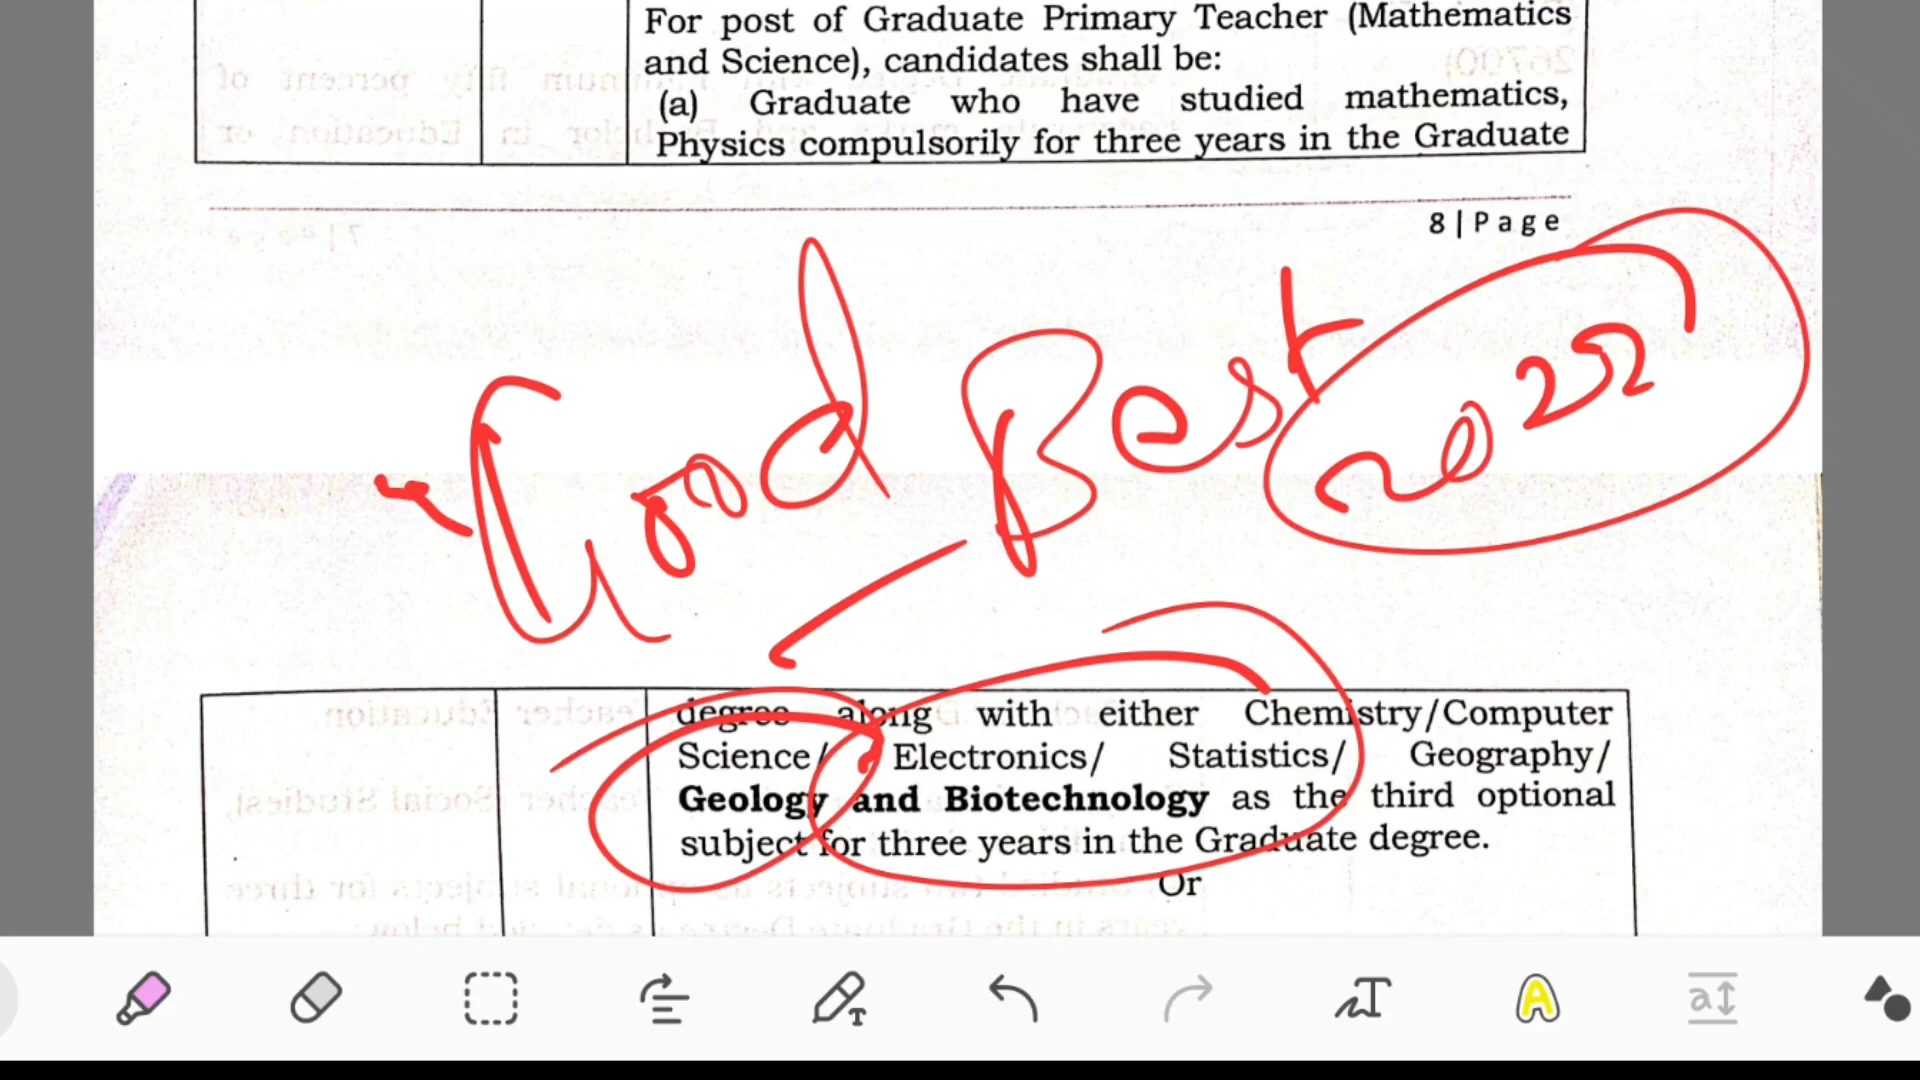 For post of Graduate Primary Teacher (Mathematics
and Science), candidates shall be:
(a) Graduate who have studied mathematics,
Physics compulsorily for three years in the Graduate
8 | P a g e
Good Best
degree along with either Chemistry/Computer
Science/ Electronics/ Statistics/ Geography/
Geology and Biotechnology as the third optional
subject for three years in the Graduate degree.
Or